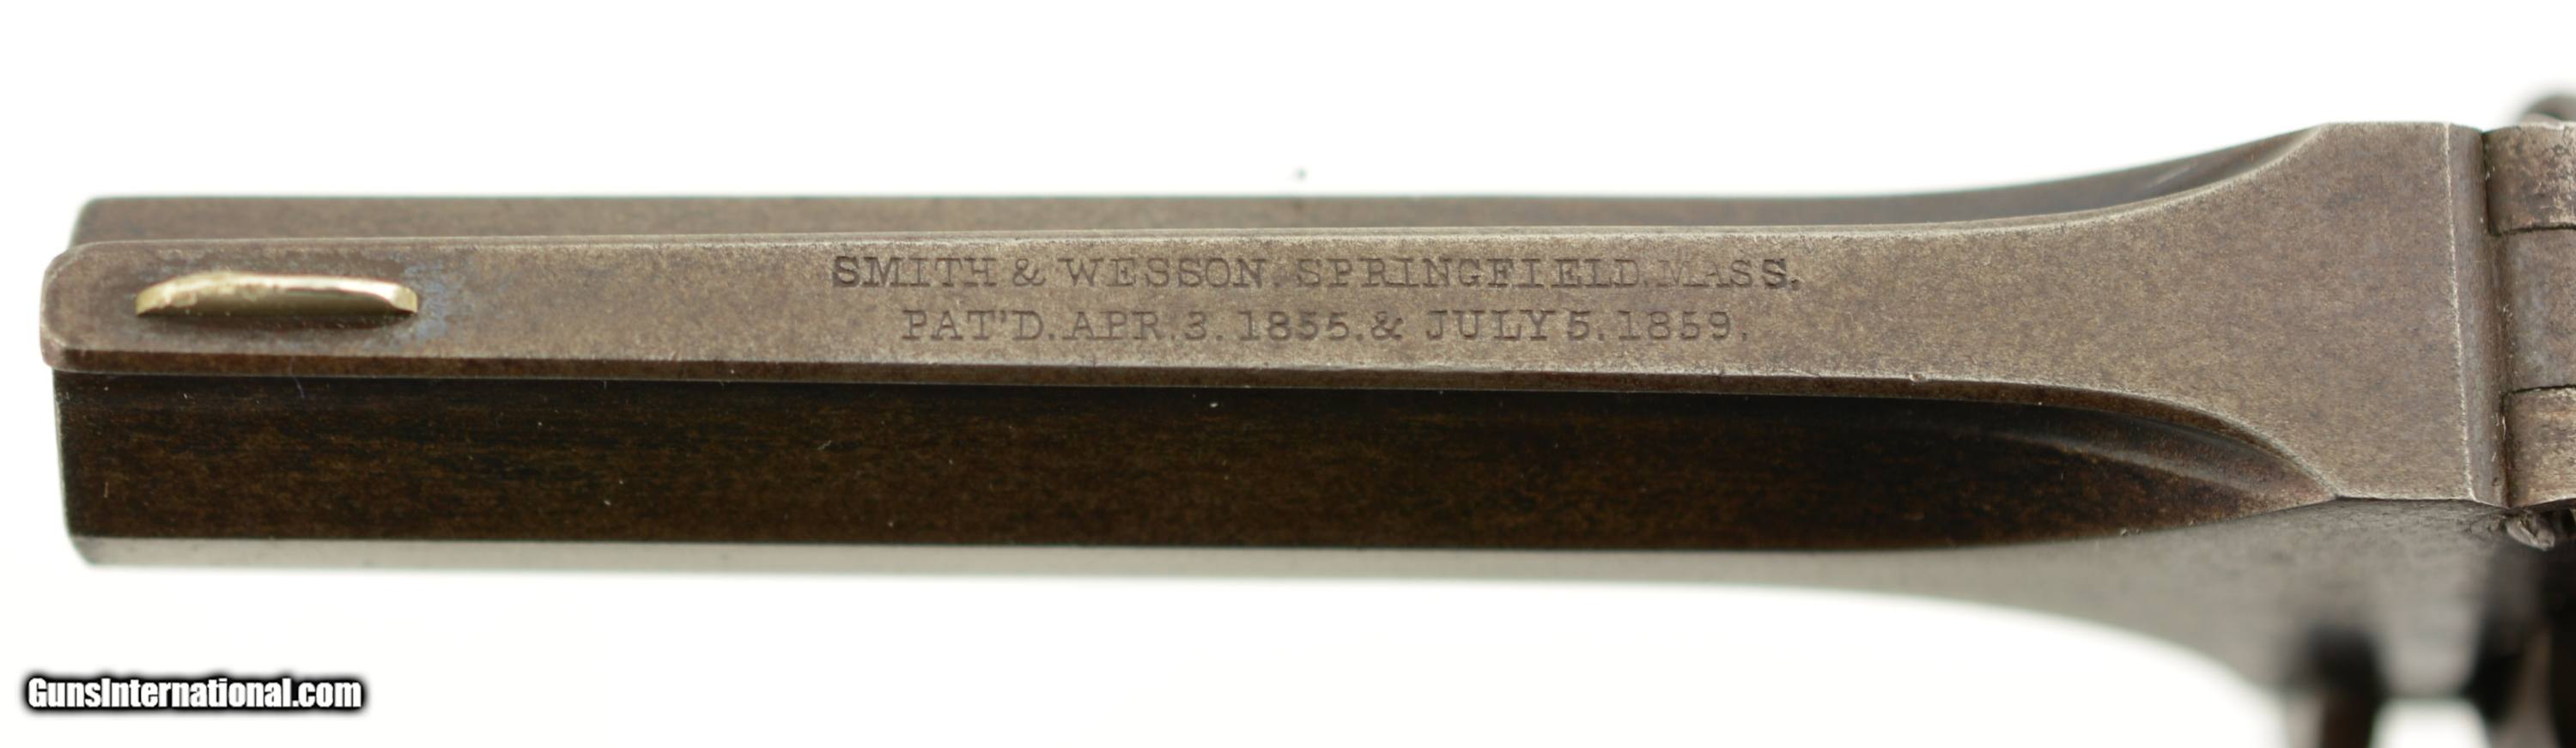 SMITH & WESSON. SPRINGFIELD. MASS.
PAT'D. APR. 3. 1855. & JULY 5. 1859.
GunsInternational.com